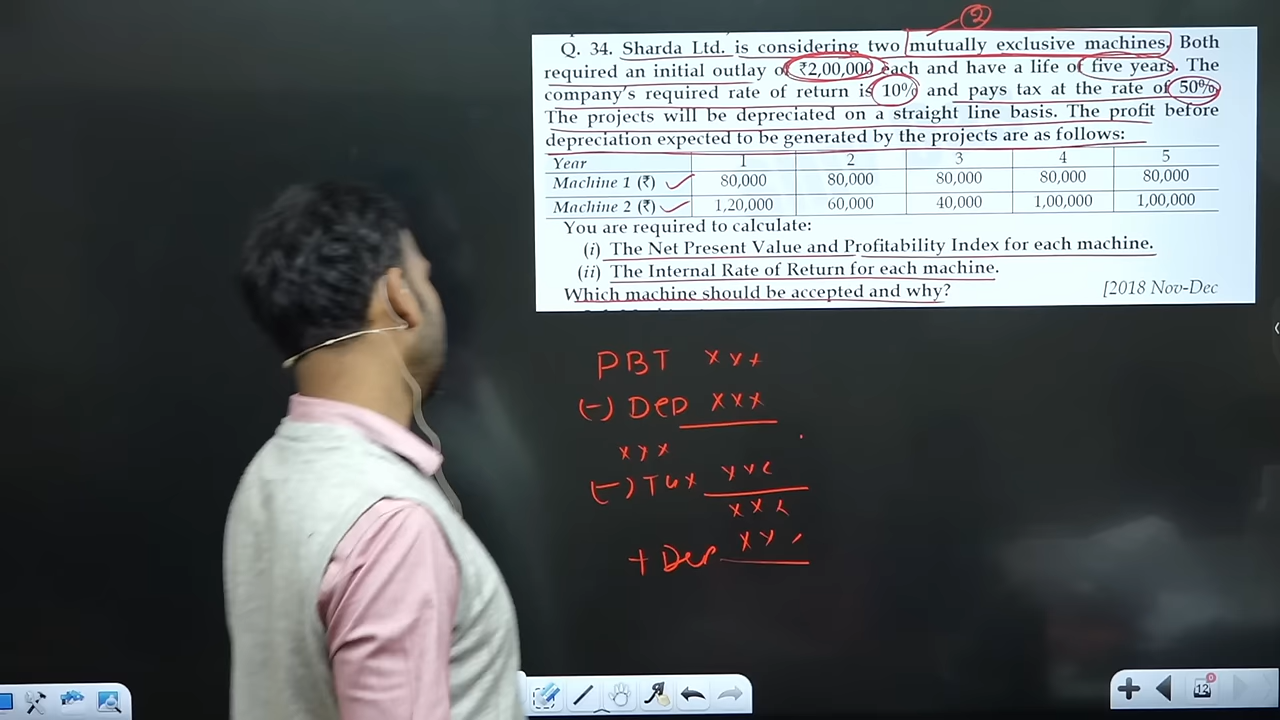 2
Q. 34. Sharda Ltd. is considering two mutually exclusive machines. Both
required an initial outlay of ₹2,00,000 each and have a life of five years. The
company's required rate of return is 10% and pays tax at the rate of 50%.
The projects will be depreciated on a straight line basis. The profit before
depreciation expected to be generated by the projects are as follows:
Year 1 2 3 4 5
Machine 1 (₹) 80,000 80,000 80,000 80,000 80,000
Machine 2 (₹) 1,20,000 60,000 40,000 1,00,000 1,00,000
You are required to calculate:
(i) The Net Present Value and Profitability Index for each machine.
(ii) The Internal Rate of Return for each machine.
Which machine should be accepted and why? [2018 Nov-Dec
PBT xxx
(-) Dep xxx
xxx
(-) Tax xxx
xxx
+ Dep xx
12